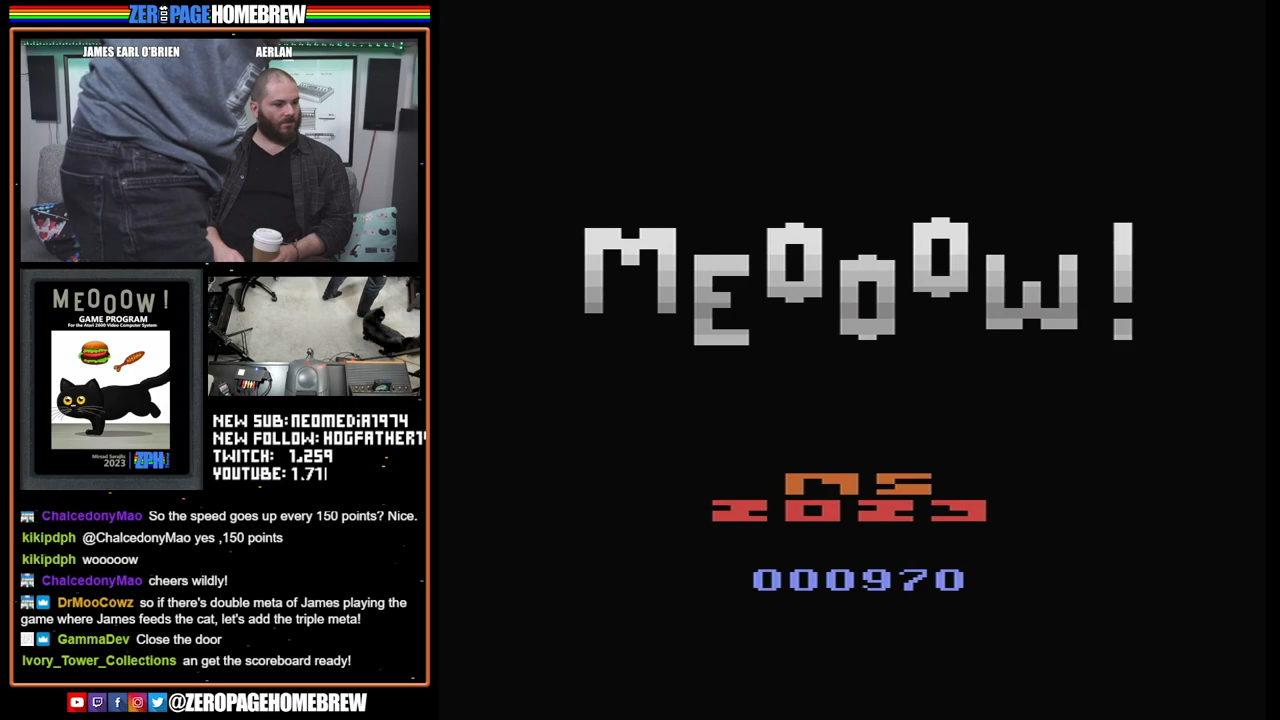 ZERO PAGE HOMEBREW
JAMES EARL O'BRIEN
AERLAN
MEOOOW!
GAME PROGRAM
For the Atari 2600 Video Computer System
2023
ZPH
NEW SUB: NEOMEDIA1974
NEW FOLLOW: HOGFATHER1
TWITCH: 1,259
YOUTUBE: 1.71
ChalcedonyMao So the speed goes up every 150 points? Nice.
kikipdph @ChalcedonyMao yes ,150 points
kikipdph wooooow
ChalcedonyMao cheers wildly!
DrMooCowz so if there's double meta of James playing the
game where James feeds the cat, let's add the triple meta!
GammaDev Close the door
Ivory_Tower_Collections an get the scoreboard ready!
@ZEROPAGEHOMEBREW
MEOOOW!
MS
2023
000970